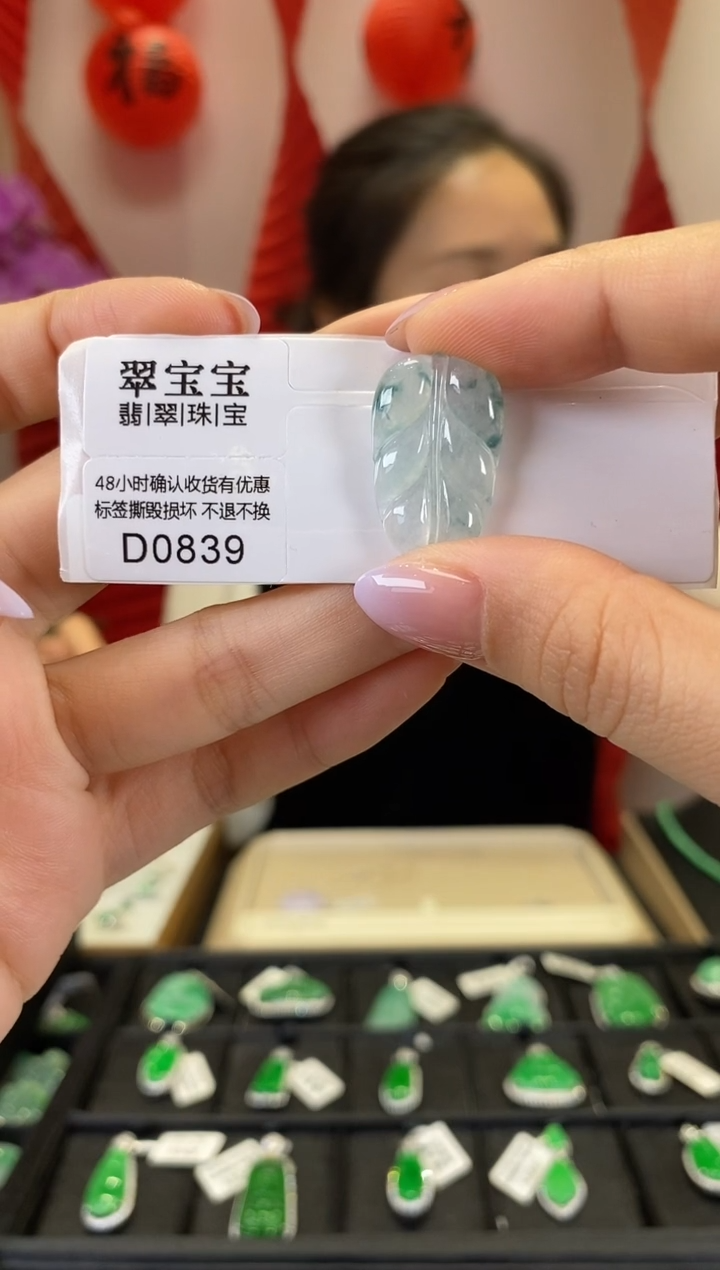 福
翠宝宝
翡|翠|珠|宝
48小时确认收货有优惠
标签撕毁损坏 不退不换
D0839